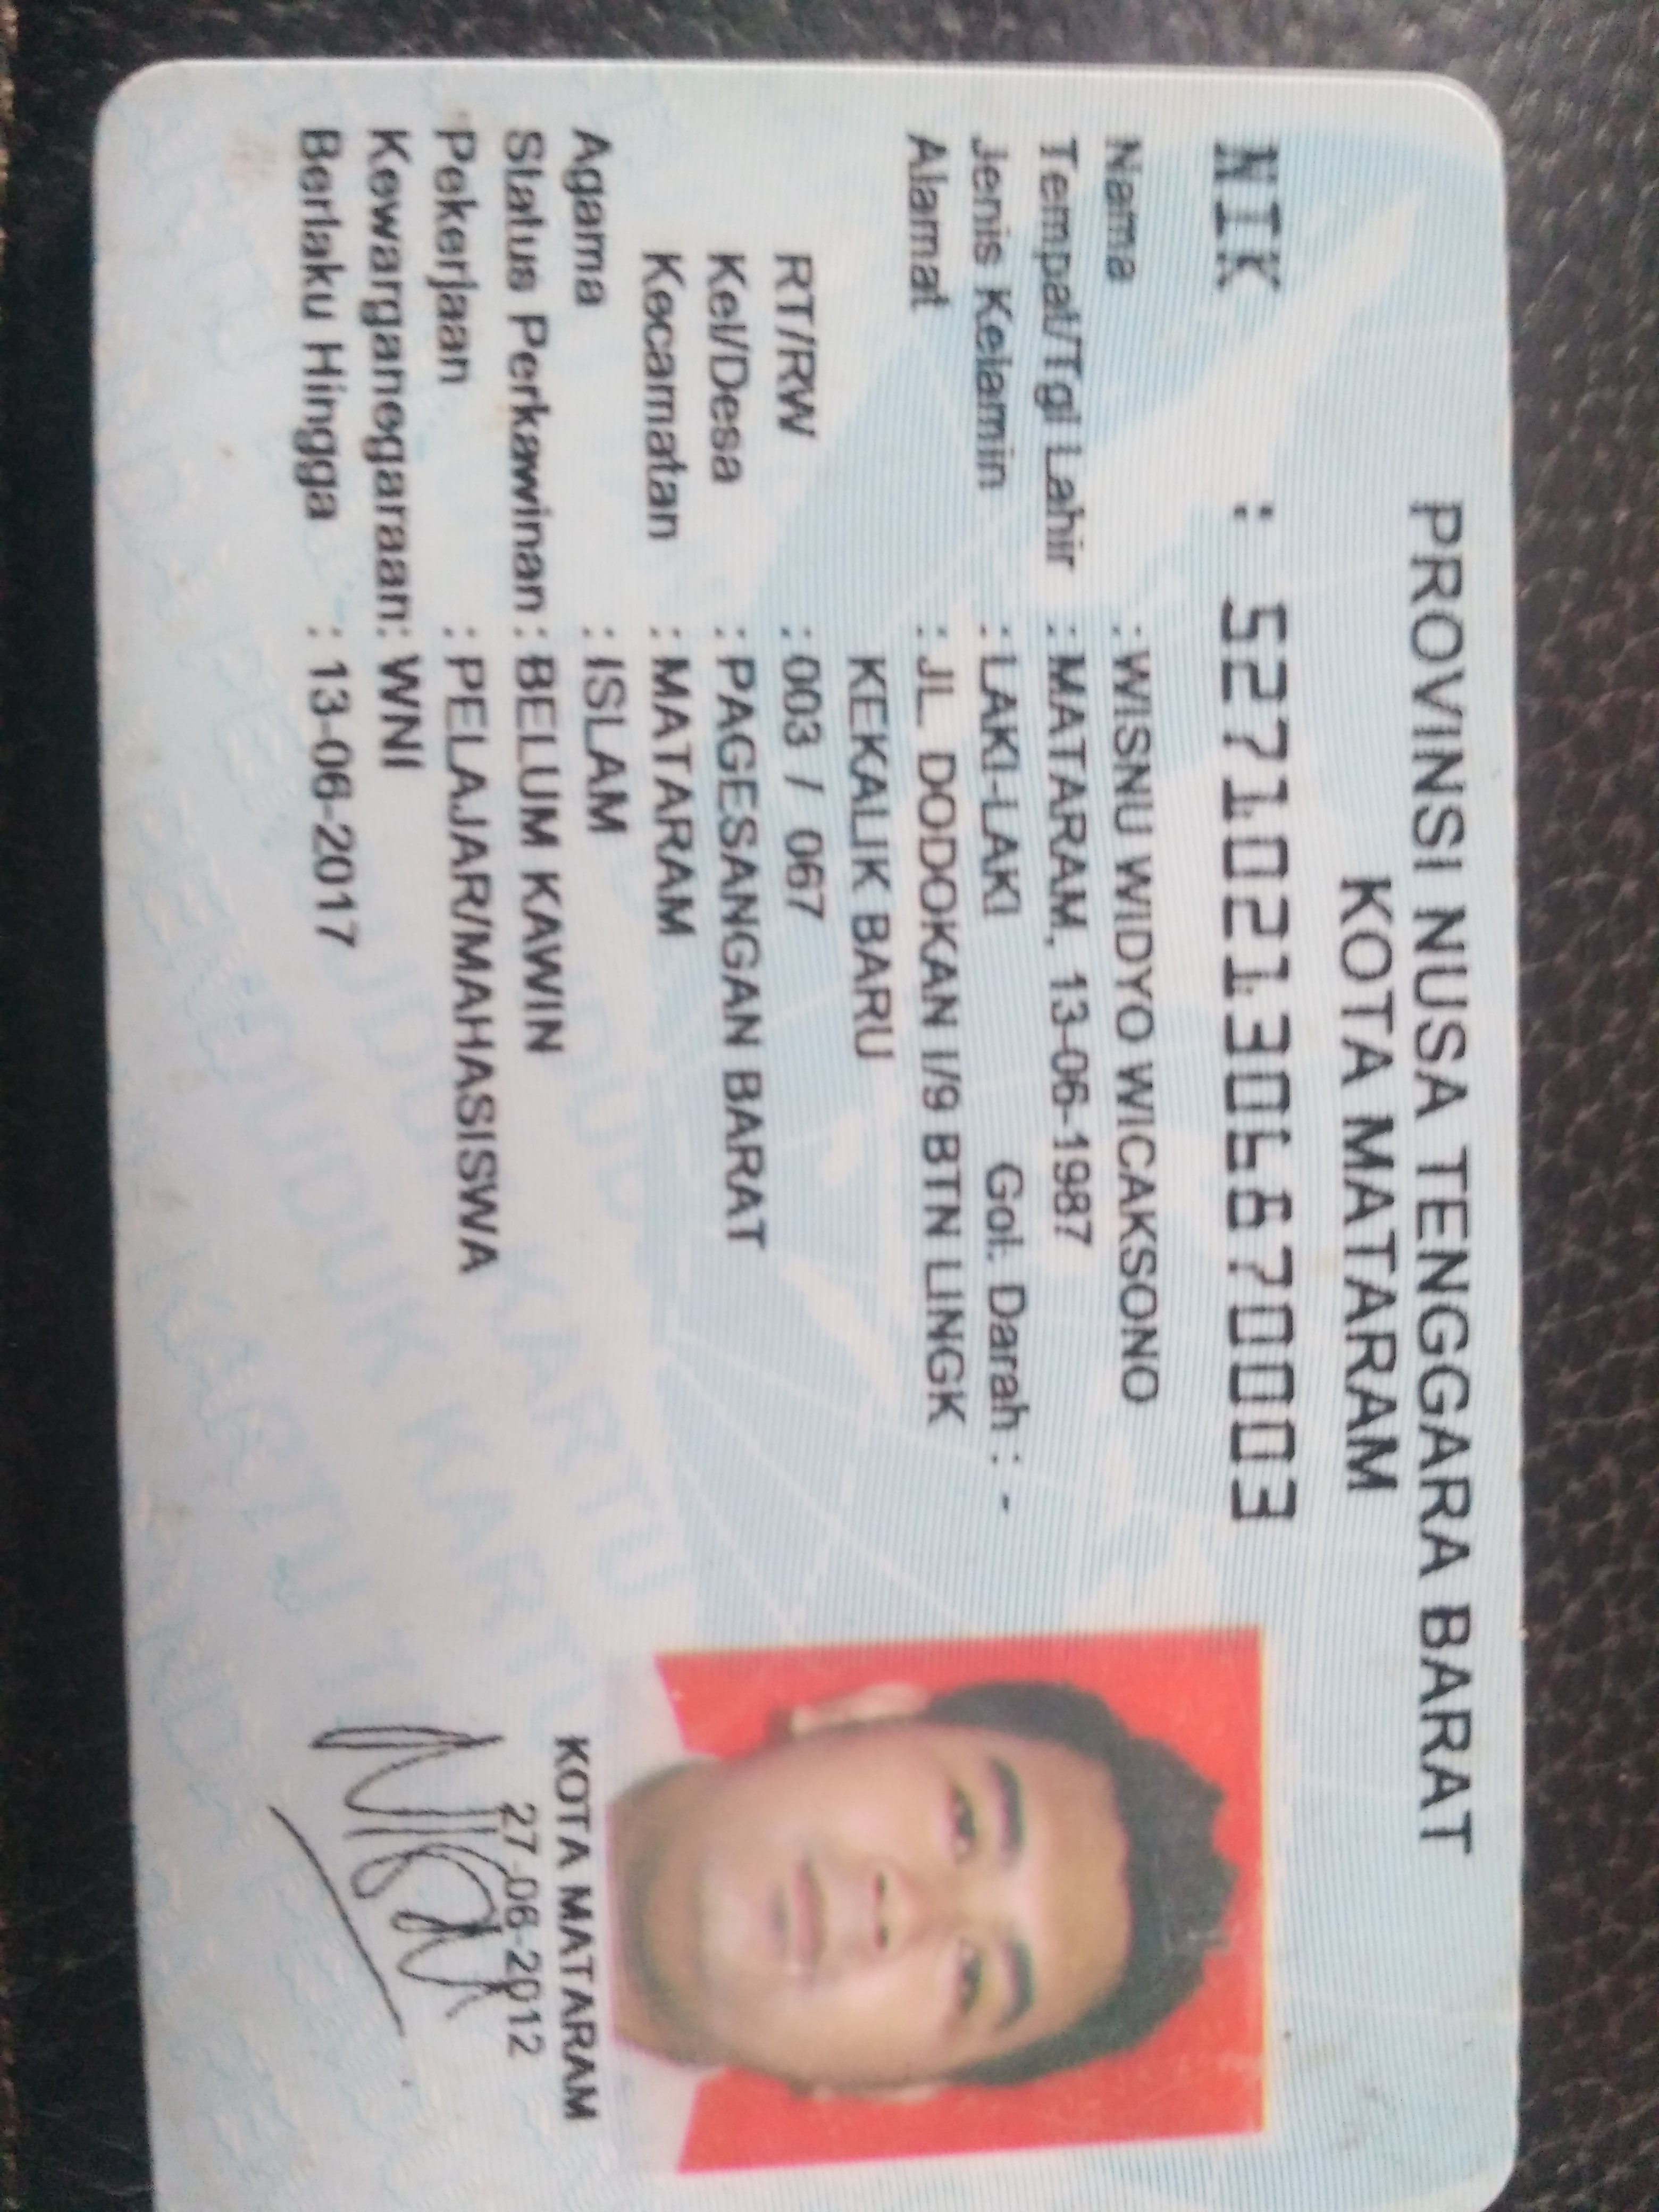 PROVINSI NUSA TENGGARA BARAT
KOTA MATARAM
NIK : 5271021306870003
Nama : WISNU WIDYO WICAKSONO
Tempat/Tgl Lahir : MATARAM, 13-06-1987
Jenis Kelamin : LAKI-LAKI Gol. Darah : -
Alamat : JL. DODOKAN I/9 BTN LINGK
KEKALIK BARU
RT/RW : 003 / 067
Kel/Desa : PAGESANGAN BARAT
Kecamatan : MATARAM
Agama : ISLAM
Status Perkawinan : BELUM KAWIN
Pekerjaan : PELAJAR/MAHASISWA
Kewarganegaraan: WNI
Berlaku Hingga : 13-06-2017
KOTA MATARAM
27-06-2012